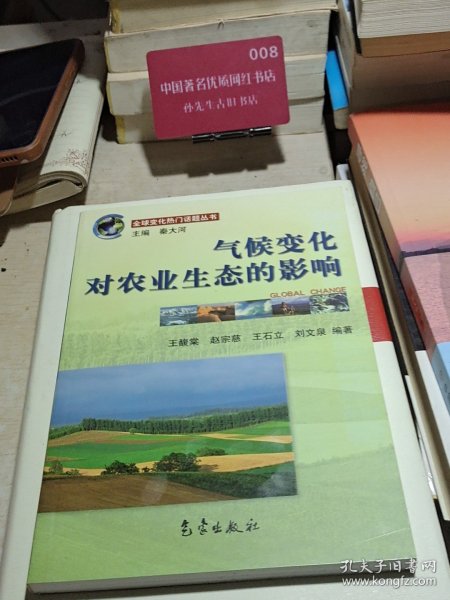 008
中国著名优质网红书店
孙先生古旧书店
全球变化热门话题丛书
主编 秦大河
气候变化
对农业生态的影响
GLOBAL CHANGE
王馥棠 赵宗慈 王石立 刘文泉 编著
气象出版社
孔夫子旧书网
www.kongfz.com